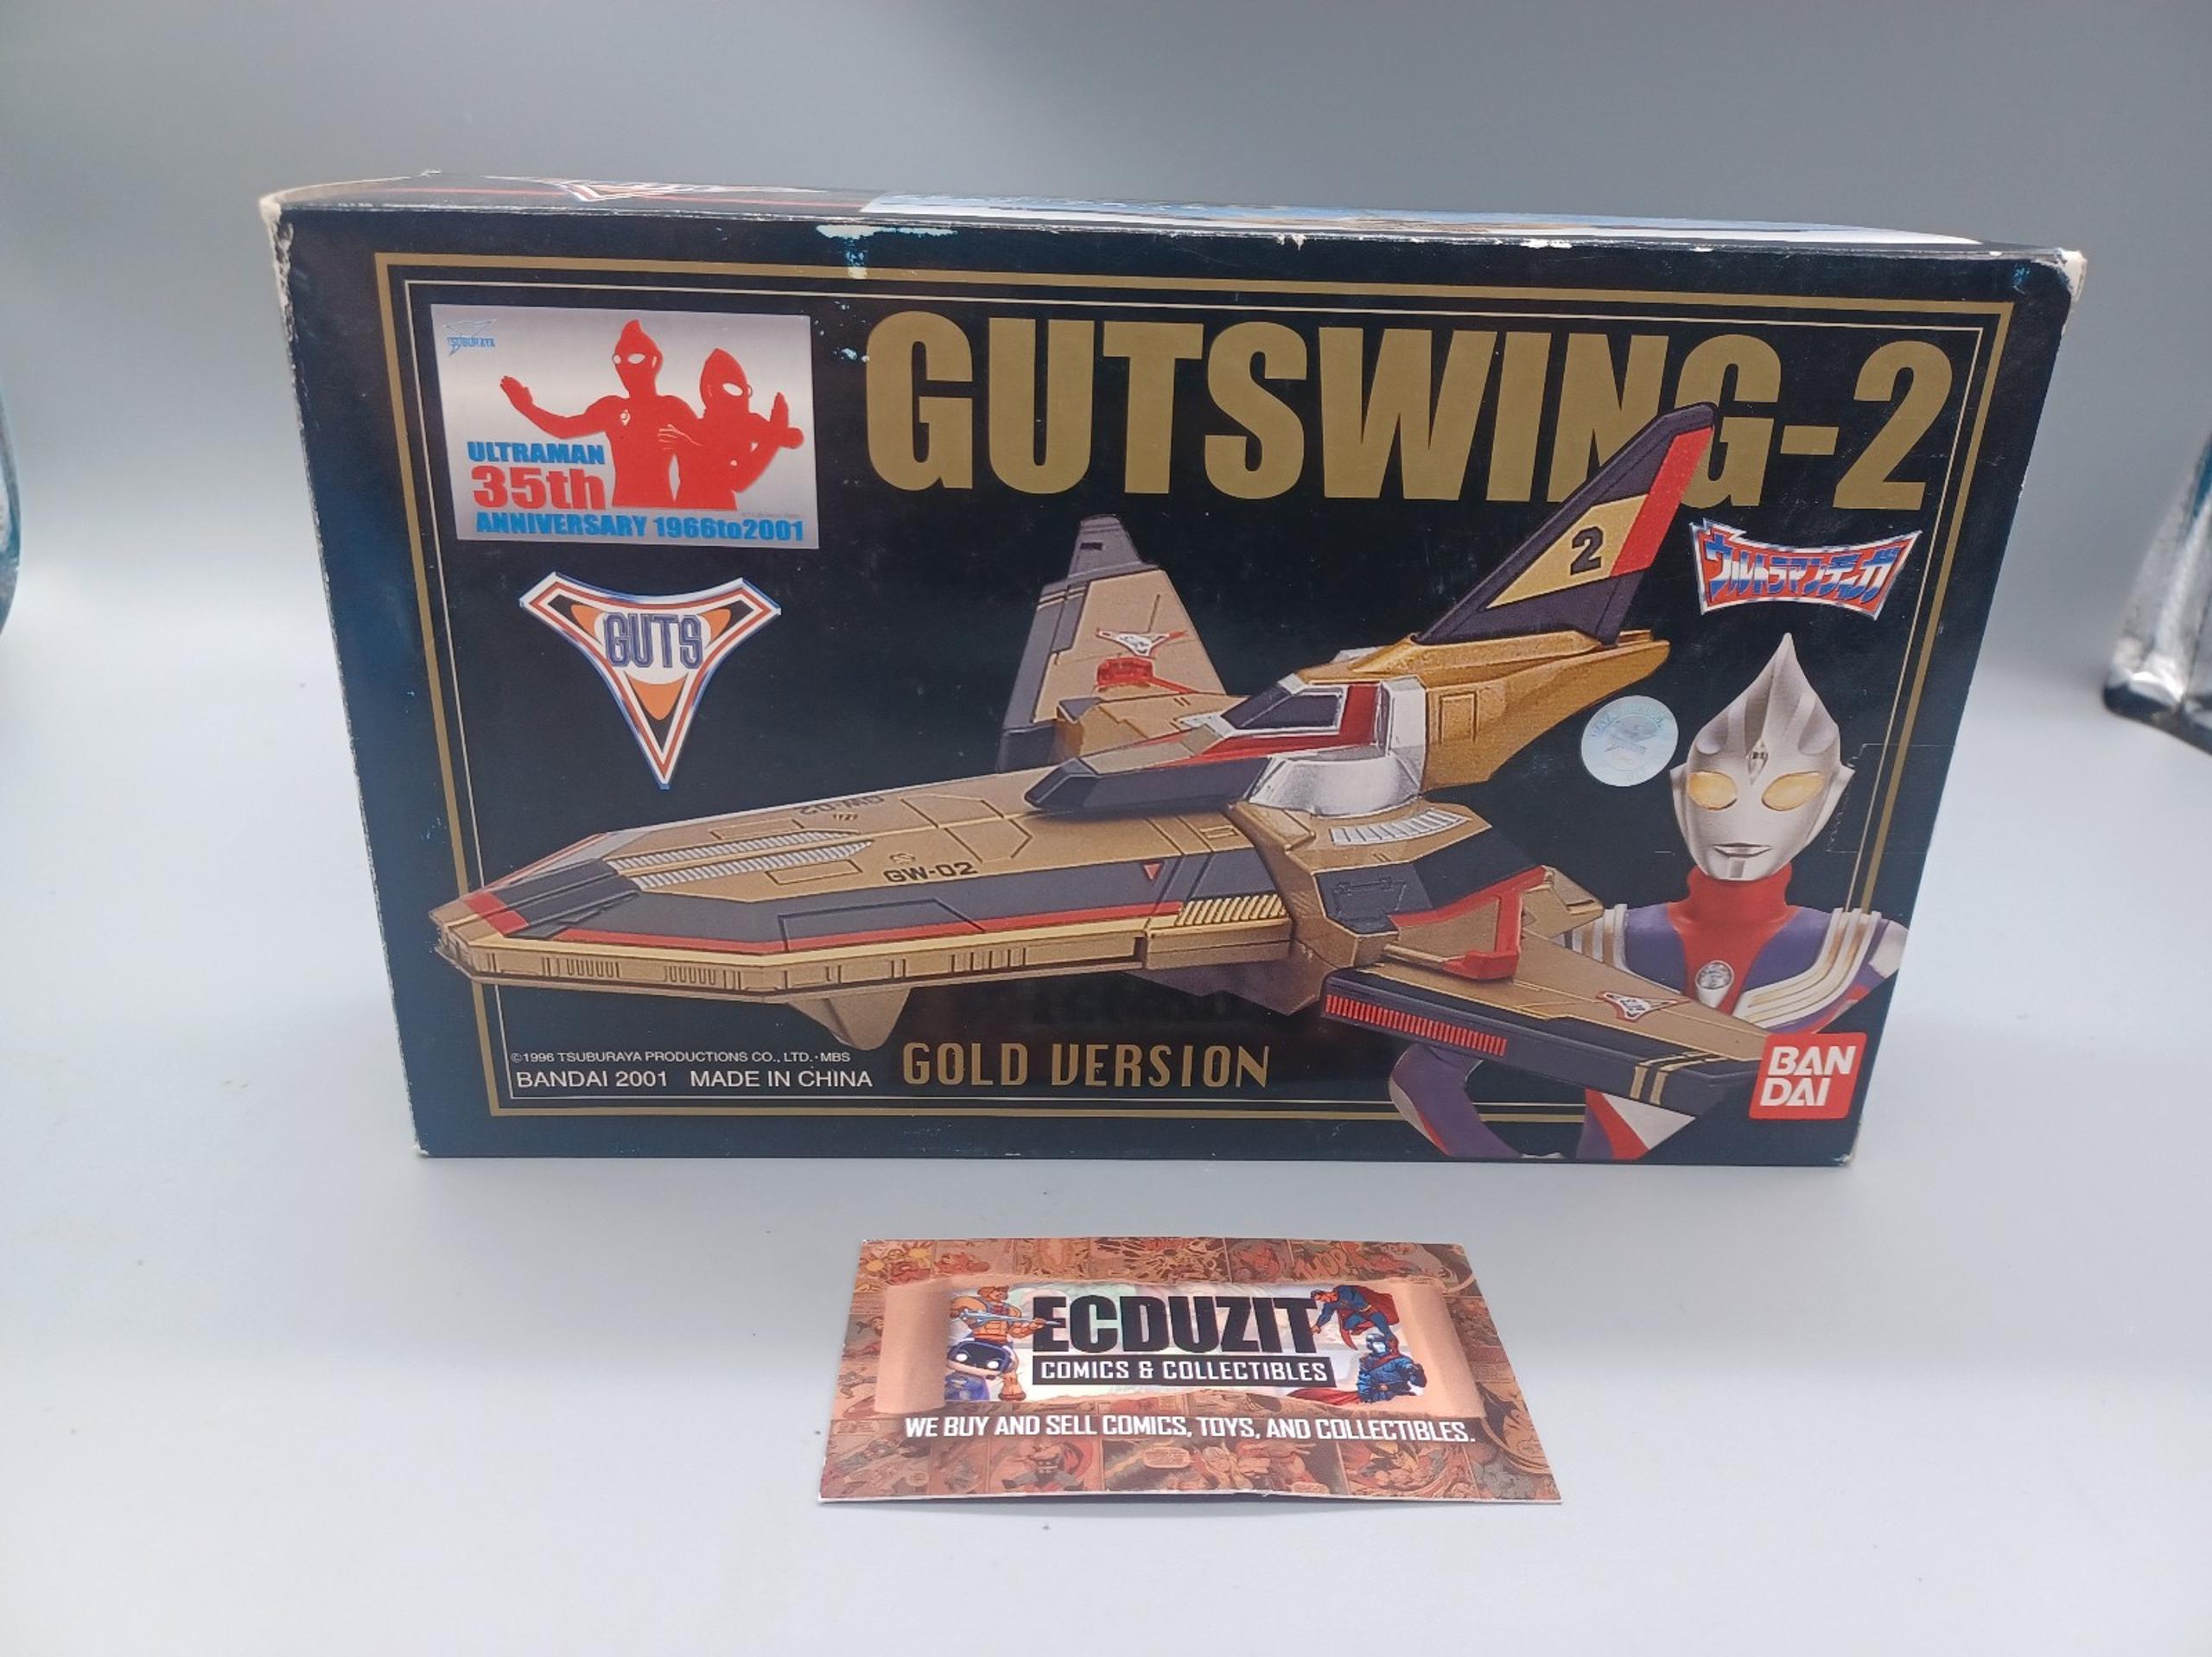 TSUBURAYA
ULTRAMAN
35th
ANNIVERSARY 1966to2001
GUTSWING-2
2
ウルトラマンティガ
GUTS
GW-02
GW-02
©1996 TSUBURAYA PRODUCTIONS CO., LTD.・MBS
BANDAI 2001 MADE IN CHINA
GOLD VERSION
BAN
DAI
ECDUZIT
COMICS & COLLECTIBLES
WE BUY AND SELL COMICS, TOYS, AND COLLECTIBLES.